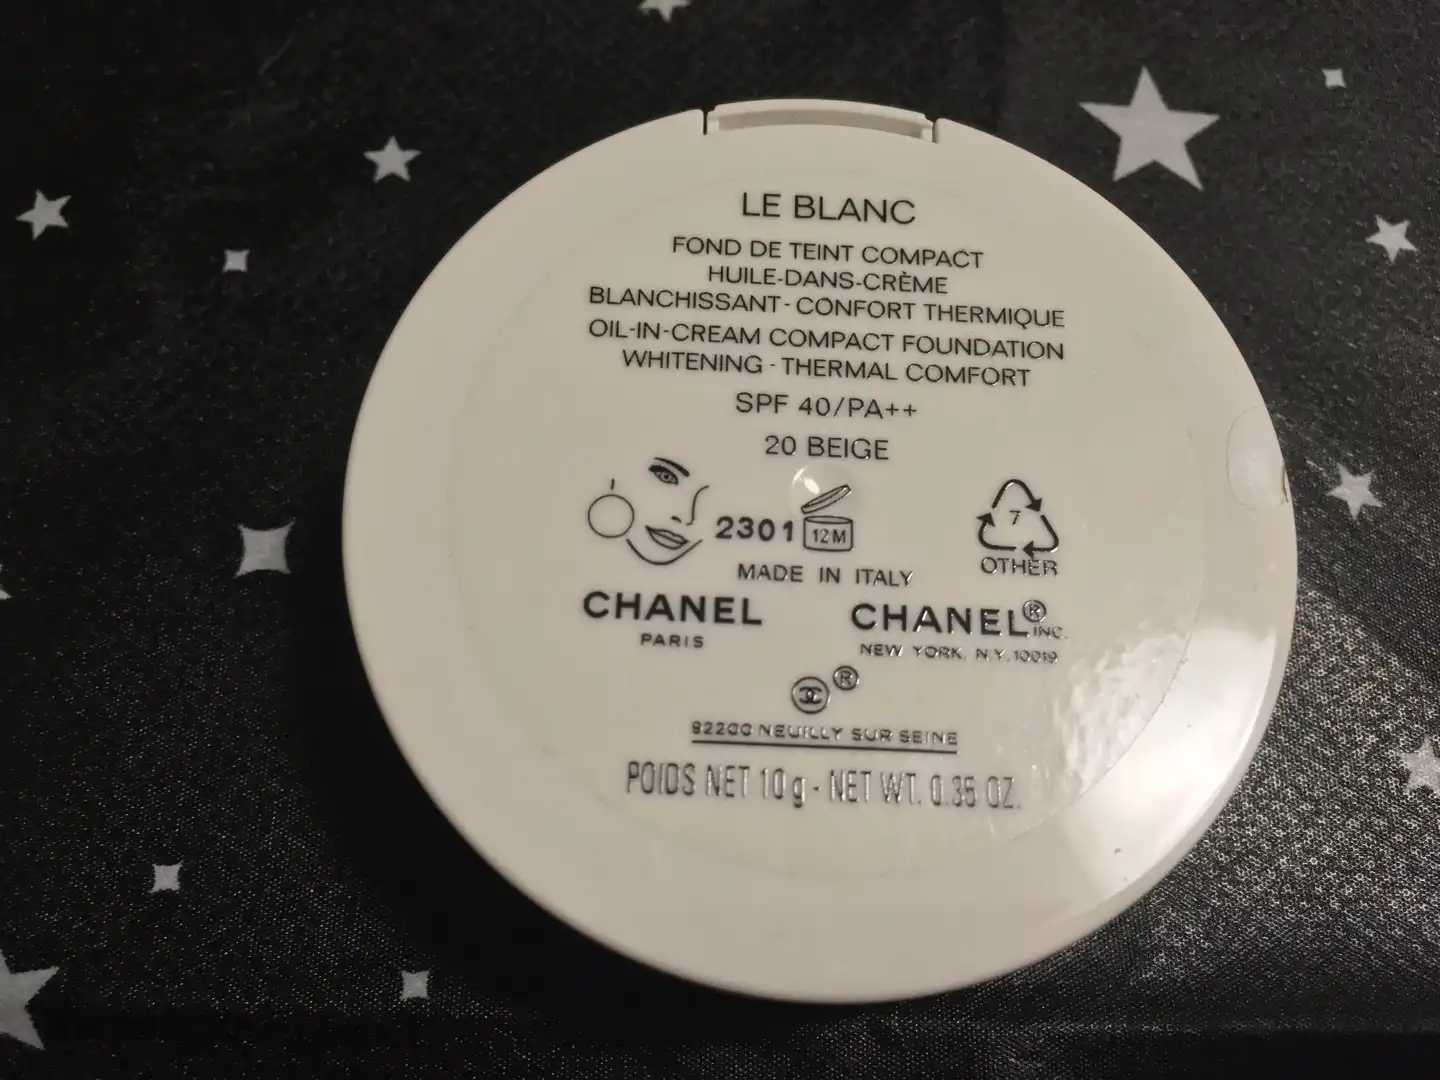 LE BLANC
FOND DE TEINT COMPACT
HUILE-DANS-CRÈME
BLANCHISSANT - CONFORT THERMIQUE
OIL-IN-CREAM COMPACT FOUNDATION
WHITENING - THERMAL COMFORT
SPF 40/PA++
20 BEIGE
2301 12M
7
OTHER
MADE IN ITALY
CHANEL
PARIS
CHANEL® INC.
NEW YORK, N.Y. 10019
®
92200 NEUILLY SUR SEINE
POIDS NET 10 g - NET WT. 0.35 OZ.